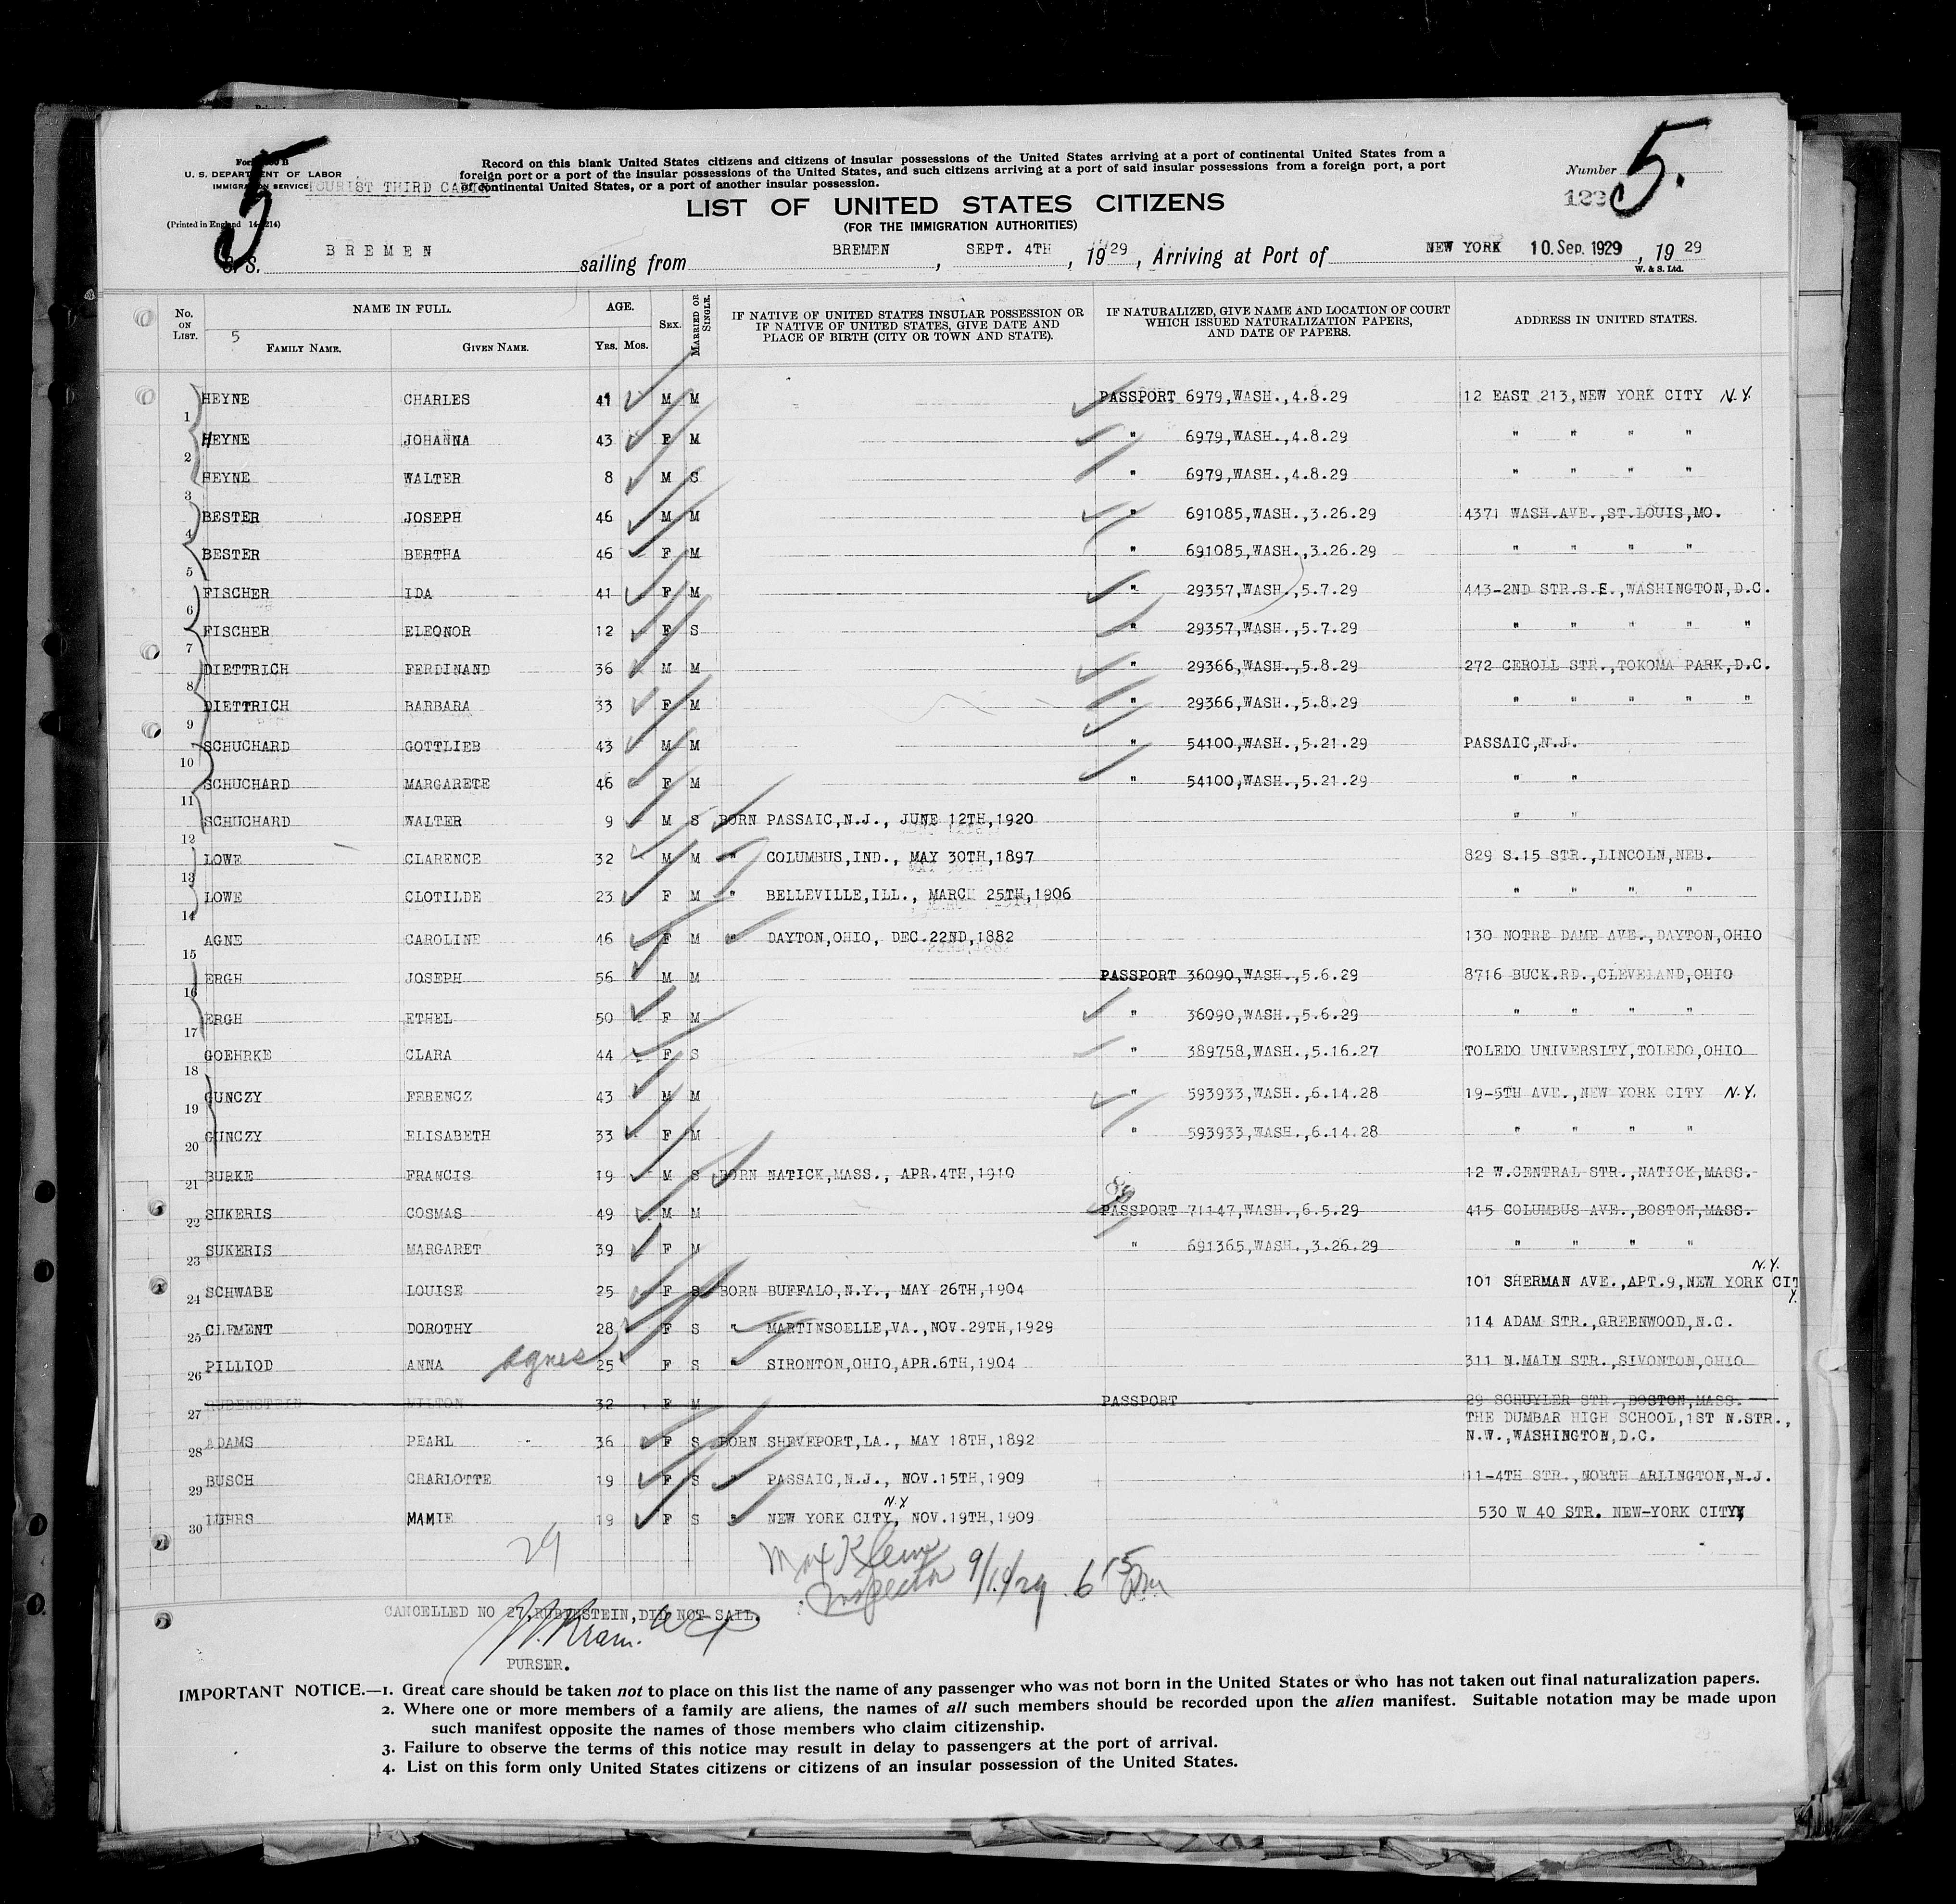 5
Form 500 B
U. S. DEPARTMENT OF LABOR
IMMIGRATION SERVICE
TOURIST THIRD CABIN
(Printed in England 14-1214)
Record on this blank United States citizens and citizens of insular possessions of the United States arriving at a port of continental United States from a
foreign port or a port of the insular possessions of the United States, and such citizens arriving at a port of said insular possessions from a foreign port, a port
of continental United States, or a port of another insular possession.
Number 5.
LIST OF UNITED STATES CITIZENS
(FOR THE IMMIGRATION AUTHORITIES)
S. S. BREMEN sailing from BREMEN, SEPT. 4TH, 1929, Arriving at Port of NEW YORK 10. Sep. 1929, 1929
W. & S. Ltd.
No. ON LIST. NAME IN FULL. AGE. SEX. MARRIED OR SINGLE. IF NATIVE OF UNITED STATES INSULAR POSSESSION OR IF NATIVE OF UNITED STATES, GIVE DATE AND PLACE OF BIRTH (CITY OR TOWN AND STATE). IF NATURALIZED, GIVE NAME AND LOCATION OF COURT WHICH ISSUED NATURALIZATION PAPERS, AND DATE OF PAPERS. ADDRESS IN UNITED STATES.
5 FAMILY NAME. GIVEN NAME. YRS. MOS.
1 HEYNE CHARLES 41 M M PASSPORT 6979,WASH.,4.8.29 12 EAST 213,NEW YORK CITY N.Y.
2 HEYNE JOHANNA 43 F M " 6979,WASH.,4.8.29 " " " "
3 HEYNE WALTER 8 M S " 6979,WASH.,4.8.29 " " " "
4 BESTER JOSEPH 46 M M " 691085,WASH.,3.26.29 4371 WASH.AVE.,ST.LOUIS,MO.
5 BESTER BERTHA 46 F M " 691085,WASH.,3.26.29 " " " "
6 FISCHER IDA 41 F M " 29357,WASH.,5.7.29 443-2ND STR.S.E.,WASHINGTON,D.C.
7 FISCHER ELEONOR 12 F S " 29357,WASH.,5.7.29 " " " " "
8 DIETTRICH FERDINAND 36 M M " 29366,WASH.,5.8.29 272 CEROLL STR.,TOKOMA PARK,D.C.
9 DIETTRICH BARBARA 33 F M " 29366,WASH.,5.8.29 " " " " "
10 SCHUCHARD GOTTLIEB 43 M M " 54100,WASH.,5.21.29 PASSAIC,N.J.
11 SCHUCHARD MARGARETE 46 F M " 54100,WASH.,5.21.29 " "
12 SCHUCHARD WALTER 9 M S BORN PASSAIC,N.J., JUNE 12TH,1920 " "
13 LOWE CLARENCE 32 M M " COLUMBUS,IND., MAY 30TH,1897 829 S.15 STR.,LINCOLN,NEB.
14 LOWE CLOTILDE 23 F M " BELLEVILLE,ILL., MARCH 25TH,1906 " " " "
15 AGNE CAROLINE 46 F M " DAYTON,OHIO, DEC.22ND,1882 130 NOTRE DAME AVE.,DAYTON,OHIO
16 ERGH JOSEPH 56 M M PASSPORT 36090,WASH.,5.6.29 8716 BUCK.RD.,CLEVELAND,OHIO
17 ERGH ETHEL 50 F M " 36090,WASH.,5.6.29 " " " "
18 GOEHRKE CLARA 44 F S " 389758,WASH.,5.16.27 TOLEDO UNIVERSITY,TOLEDO,OHIO
19 GUNCZY FERENCZ 43 M M " 593933,WASH.,6.14.28 19-5TH AVE.,NEW YORK CITY N.Y.
20 GUNCZY ELISABETH 33 F M " 593933,WASH.,6.14.28 " " " "
21 BURKE FRANCIS 19 M S BORN NATICK,MASS., APR.4TH,1910 12 W.CENTRAL STR.,NATICK,MASS.
22 SUKERIS COSMAS 49 M M PASSPORT 71147,WASH.,6.5.29 415 COLUMBUS AVE.,BOSTON,MASS.
23 SUKERIS MARGARET 39 F M " 691365,WASH.,3.26.29 " " " "
24 SCHWABE LOUISE 25 F S BORN BUFFALO,N.Y., MAY 26TH,1904 101 SHERMAN AVE.,APT.9,NEW YORK CITY N.Y.
25 CLEMENT DOROTHY 28 F S " MARTINSOELLE,VA.,NOV.29TH,1929 114 ADAM STR.,GREENWOOD,N.C.
26 PILLIOD ANNA Agnes 25 F S " SIRONTON,OHIO,APR.6TH,1904 311 N.MAIN STR.,SIVONTON,OHIO
27 RUBENSTEIN MILTON 32 F M PASSPORT 29 SCHUYLER STR.,BOSTON,MASS.
28 ADAMS PEARL 36 F S BORN SHEVEPORT,LA., MAY 18TH,1892 THE DUMBAR HIGH SCHOOL,1ST N.STR.,
N.W.,WASHINGTON,D.C.
29 BUSCH CHARLOTTE 19 F S " PASSAIC,N.J., NOV.15TH,1909 11-4TH STR.,NORTH ARLINGTON,N.J.
30 LUHRS MAMIE 19 F S " NEW YORK CITY, N.Y NOV.19TH,1909 530 W 40 STR. NEW-YORK CITY
29
Max Klein
Inspector 9/10/29 6 15 Pm
CANCELLED NO 27,RUBENSTEIN,DID NOT SAIL.
PURSER.
IMPORTANT NOTICE.—1. Great care should be taken not to place on this list the name of any passenger who was not born in the United States or who has not taken out final naturalization papers.
2. Where one or more members of a family are aliens, the names of all such members should be recorded upon the alien manifest. Suitable notation may be made upon
such manifest opposite the names of those members who claim citizenship.
3. Failure to observe the terms of this notice may result in delay to passengers at the port of arrival.
4. List on this form only United States citizens or citizens of an insular possession of the United States.